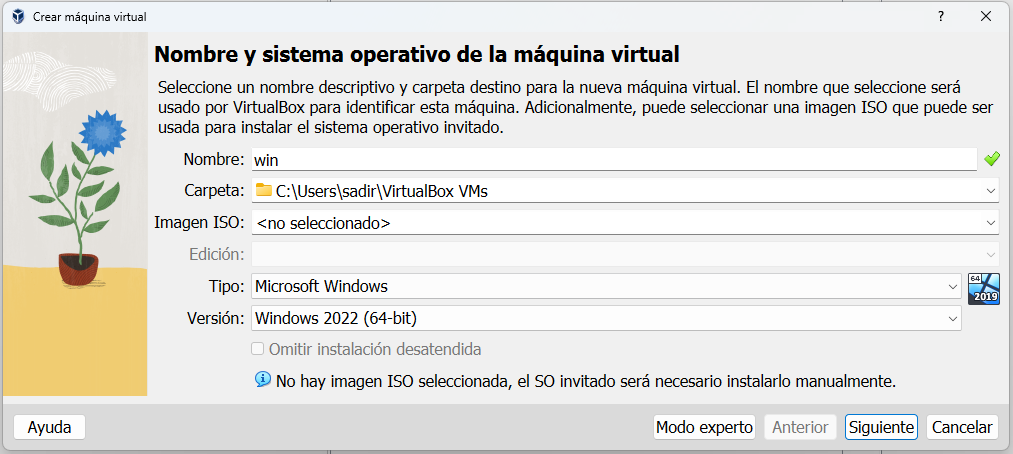 Crear máquina virtual
?
Nombre y sistema operativo de la máquina virtual
Seleccione un nombre descriptivo y carpeta destino para la nueva máquina virtual. El nombre que seleccione será
usado por VirtualBox para identificar esta máquina. Adicionalmente, puede seleccionar una imagen ISO que puede ser
usada para instalar el sistema operativo invitado.
Nombre: win
Carpeta: C:\Users\sadir\VirtualBox VMs
Imagen ISO: <no seleccionado>
Edición:
Tipo: Microsoft Windows
64
2019
Versión: Windows 2022 (64-bit)
Omitir instalación desatendida
No hay imagen ISO seleccionada, el SO invitado será necesario instalarlo manualmente.
Ayuda Modo experto Anterior Siguiente Cancelar